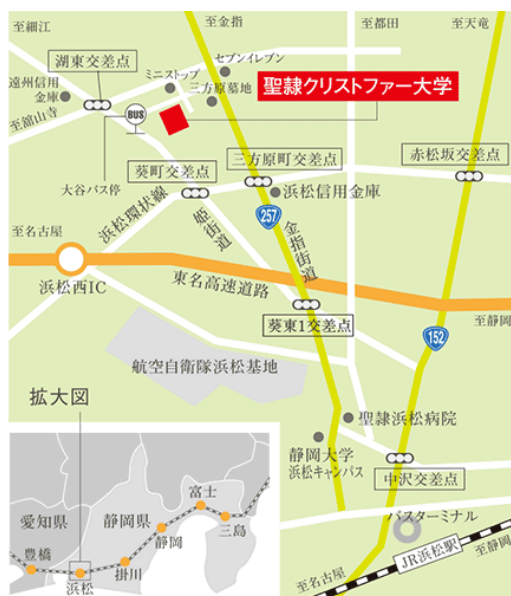 至細江
至金指
至都田
至天竜
湖東交差点
セブンイレブン
ミニストップ
遠州信用
金庫
三方原墓地
聖隷クリストファー大学
至舘山寺
BUS
大谷バス停
葵町交差点
三方原町交差点
赤松坂交差点
浜松信用金庫
浜松環状線
姫街道
257
金指街道
至名古屋
浜松西IC
東名高速道路
至静岡
葵東1交差点
152
航空自衛隊浜松基地
拡大図
聖隷浜松病院
静岡大学
浜松キャンパス
中沢交差点
バスターミナル
JR浜松駅
至静岡
至名古屋
愛知県
静岡県
富士
三島
静岡
豊橋
掛川
浜松